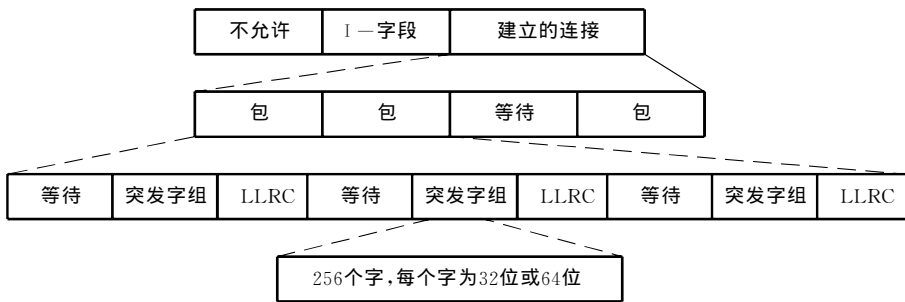 不允许 I—字段 建立的连接
包 包 等待 包
等待 突发字组 LLRC 等待 突发字组 LLRC 等待 突发字组 LLRC
256个字,每个字为32位或64位